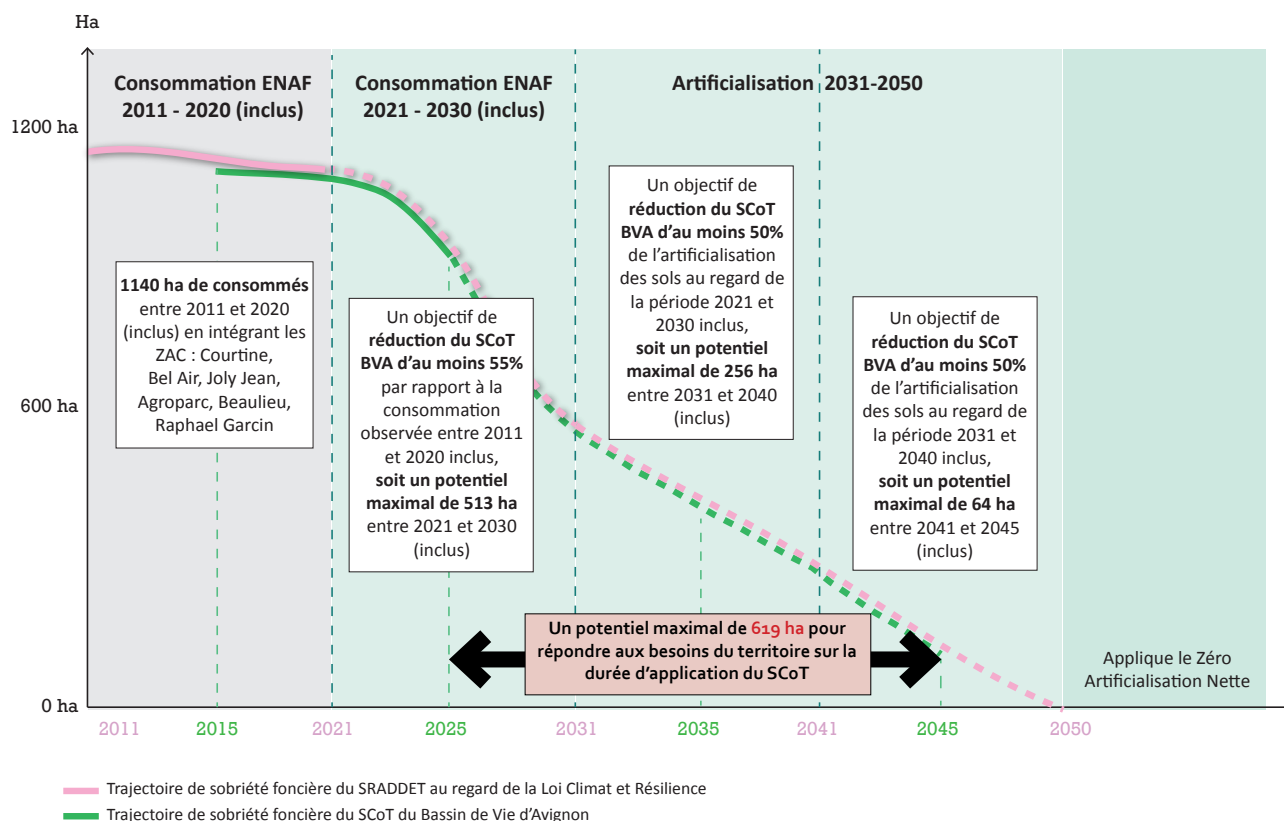 Ha
Consommation ENAF
2011 - 2020 (inclus)
Consommation ENAF
2021 - 2030 (inclus)
Artificialisation 2031-2050
1200 ha
600 ha
0 ha
1140 ha de consommés
entre 2011 et 2020
(inclus) en intégrant les
ZAC : Courtine,
Bel Air, Joly Jean,
Agroparc, Beaulieu,
Raphael Garcin
Un objectif de
réduction du SCoT
BVA d'au moins 55%
par rapport à la
consommation
observée entre 2011
et 2020 inclus,
soit un potentiel
maximal de 513 ha
entre 2021 et 2030
(inclus)
Un objectif de
réduction du SCoT
BVA d'au moins 50%
de l'artificialisation
des sols au regard de
la période 2021 et
2030 inclus,
soit un potentiel
maximal de 256 ha
entre 2031 et 2040
(inclus)
Un objectif de
réduction du SCoT
BVA d'au moins 50%
de l'artificialisation
des sols au regard de
la période 2031 et
2040 inclus,
soit un potentiel
maximal de 64 ha
entre 2041 et 2045
(inclus)
Un potentiel maximal de 619 ha pour
répondre aux besoins du territoire sur la
durée d'application du SCoT
Applique le Zéro
Artificialisation Nette
2011 2015 2021 2025 2031 2035 2041 2045 2050
Trajectoire de sobriété foncière du SRADDET au regard de la Loi Climat et Résilience
Trajectoire de sobriété foncière du SCoT du Bassin de Vie d'Avignon